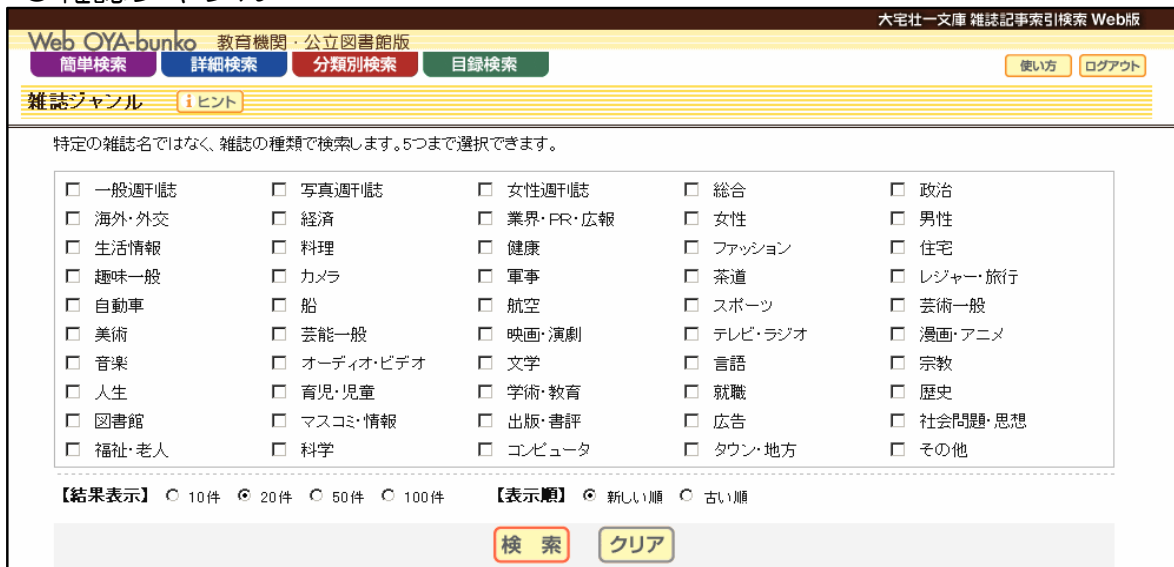 大宅壮一文庫 雑誌記事索引検索 Web版
Web OYA-bunko 教育機関・公立図書館版
簡単検索 詳細検索 分類別検索 目録検索 使い方 ログアウト
雑誌ジャンル i ヒント
特定の雑誌名ではなく、雑誌の種類で検索します。5つまで選択できます。
一般週刊誌 写真週刊誌 女性週刊誌 総合 政治
海外・外交 経済 業界・PR・広報 女性 男性
生活情報 料理 健康 ファッション 住宅
趣味一般 カメラ 軍事 茶道 レジャー・旅行
自動車 船 航空 スポーツ 芸術一般
美術 芸能一般 映画・演劇 テレビ・ラジオ 漫画・アニメ
音楽 オーディオ・ビデオ 文学 言語 宗教
人生 育児・児童 学術・教育 就職 歴史
図書館 マスコミ・情報 出版・書評 広告 社会問題・思想
福祉・老人 科学 コンピュータ タウン・地方 その他
【結果表示】 10件 20件 50件 100件 【表示順】 新しい順 古い順
検 索 クリア